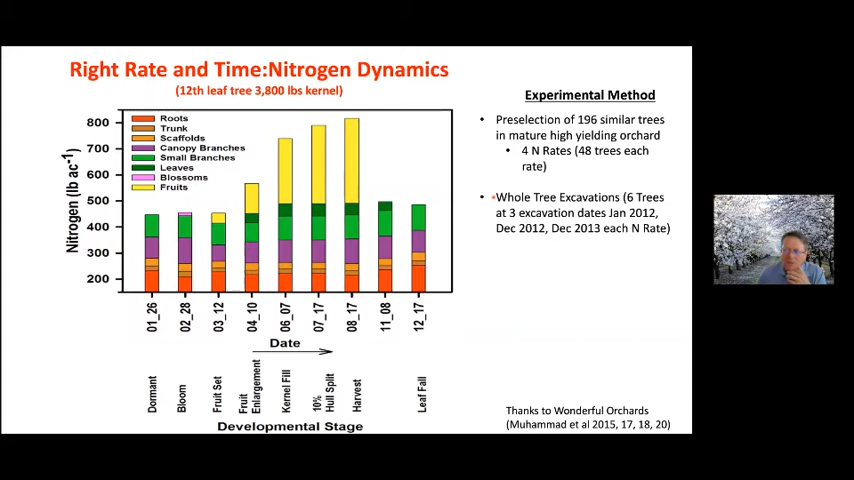 Right Rate and Time:Nitrogen Dynamics
(12th leaf tree 3,800 lbs kernel)
Nitrogen (lb ac-1)
800
700
600
500
400
300
200
Roots
Trunk
Scaffolds
Canopy Branches
Small Branches
Leaves
Blossoms
Fruits
01_26
02_28
03_12
04_10
06_07
07_17
08_17
11_08
12_17
Date
Dormant
Bloom
Fruit Set
Fruit
Enlargement
Kernel Fill
10%
Hull Split
Harvest
Leaf Fall
Developmental Stage
Experimental Method
• Preselection of 196 similar trees
in mature high yielding orchard
• 4 N Rates (48 trees each
rate)
• Whole Tree Excavations (6 Trees
at 3 excavation dates Jan 2012,
Dec 2012, Dec 2013 each N Rate)
Thanks to Wonderful Orchards
(Muhammad et al 2015, 17, 18, 20)